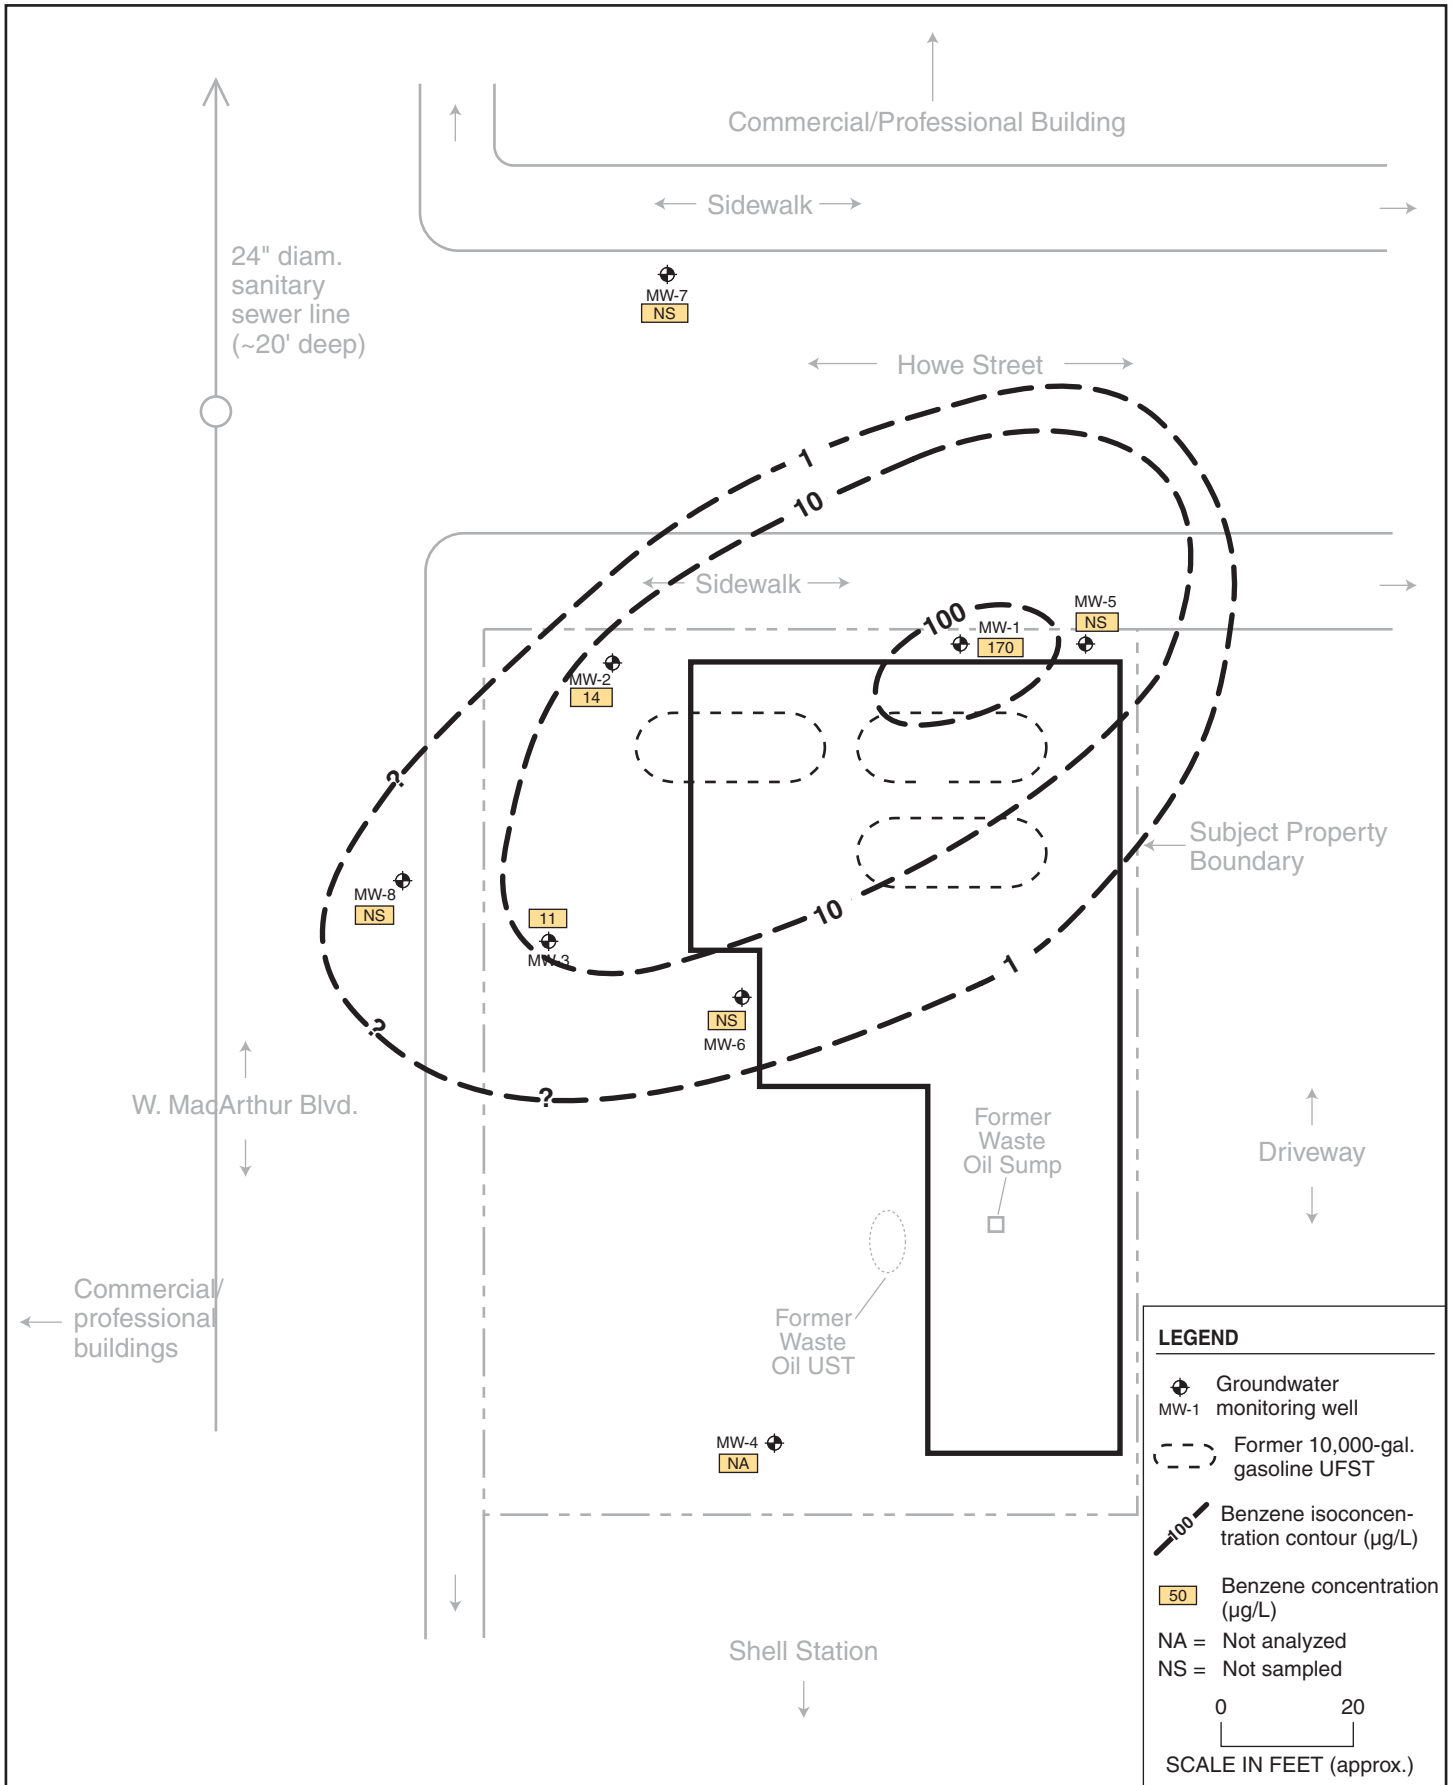 Commercial/Professional Building
Sidewalk
24" diam.
sanitary
sewer line
(~20' deep)
MW-7
NS
Howe Street
1
10
Sidewalk
100
MW-1
170
MW-5
NS
MW-2
14
?
Subject Property
Boundary
MW-8
NS
11
MW-3
10
1
?
NS
MW-6
?
W. MacArthur Blvd.
Former
Waste
Oil Sump
Driveway
Commercial/
professional
buildings
Former
Waste
Oil UST
MW-4
NA
Shell Station
LEGEND
MW-1
Groundwater
monitoring well
Former 10,000-gal.
gasoline UFST
100
Benzene isoconcen-
tration contour (µg/L)
50
Benzene concentration
(µg/L)
NA = Not analyzed
NS = Not sampled
0 20
SCALE IN FEET (approx.)